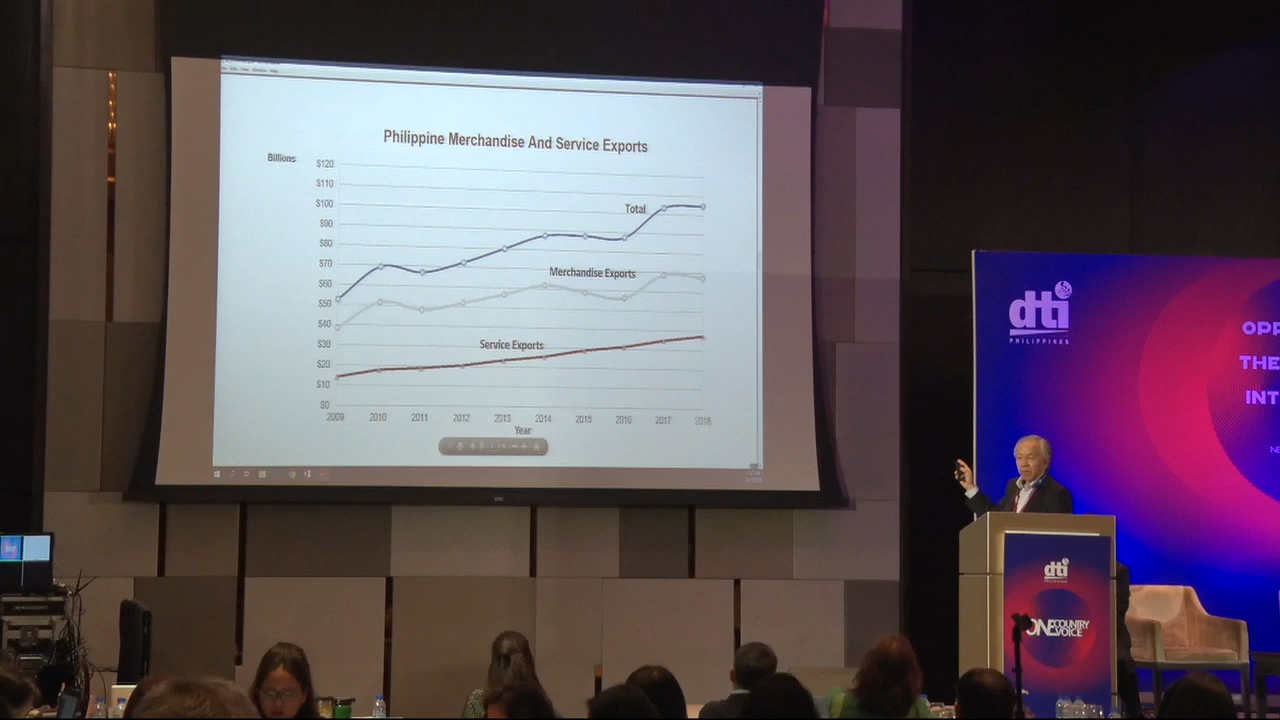 Philippine Merchandise And Service Exports
Billions
$120
$110
$100
$90
$80
$70
$60
$50
$40
$30
$20
$10
$0
Total
Merchandise Exports
Service Exports
2009 2010 2011 2012 2013 2014 2015 2016 2017 2018
Year
dti
PHILIPPINES
THE
INT
dti
PHILIPPINES
ONE COUNTRY
VOICE